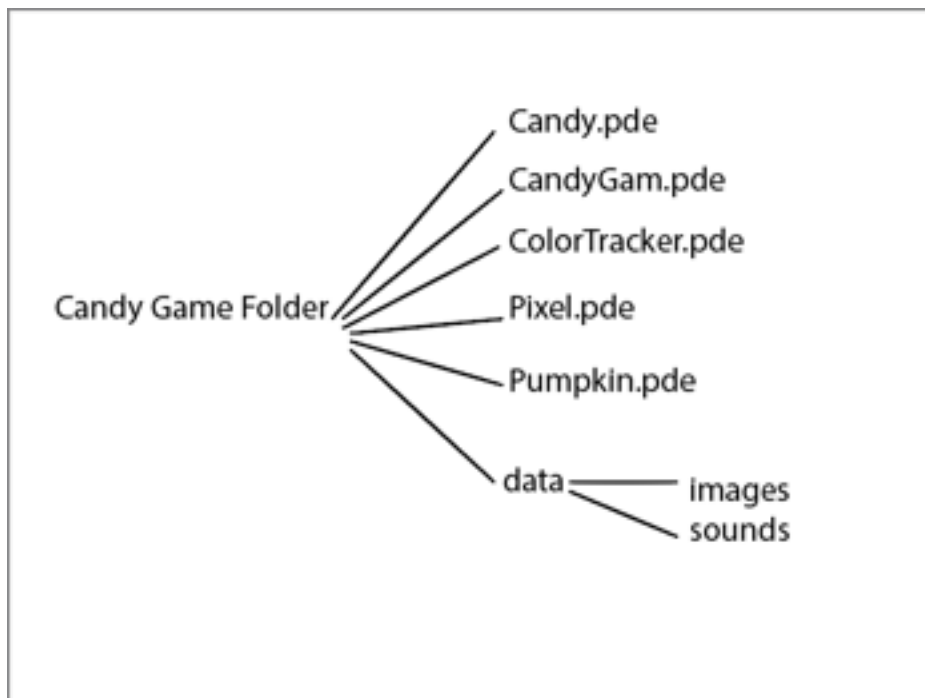 Candy.pde
CandyGam.pde
ColorTracker.pde
Candy Game Folder
Pixel.pde
Pumpkin.pde
data
images
sounds